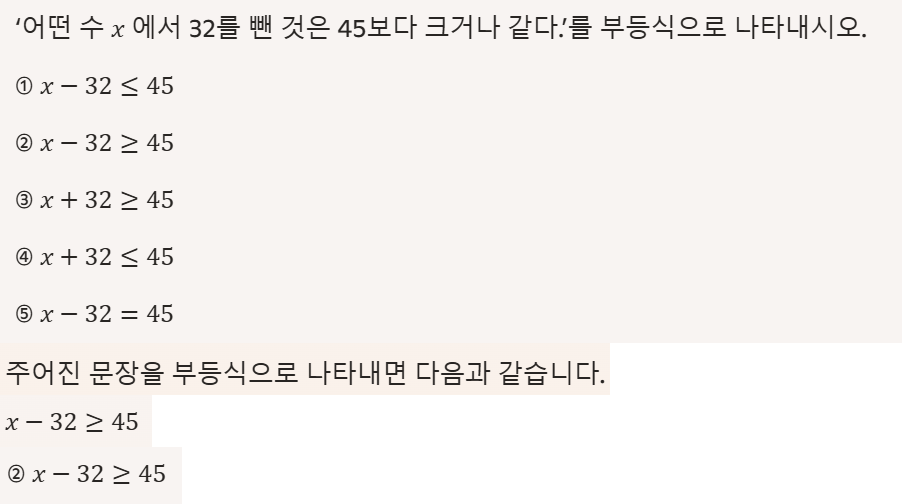 ‘어떤 수 x 에서 32를 뺀 것은 45보다 크거나 같다.’를 부등식으로 나타내시오.
① x − 32 ≤ 45
② x − 32 ≥ 45
③ x + 32 ≥ 45
④ x + 32 ≤ 45
⑤ x − 32 = 45
주어진 문장을 부등식으로 나타내면 다음과 같습니다.
x − 32 ≥ 45
② x − 32 ≥ 45